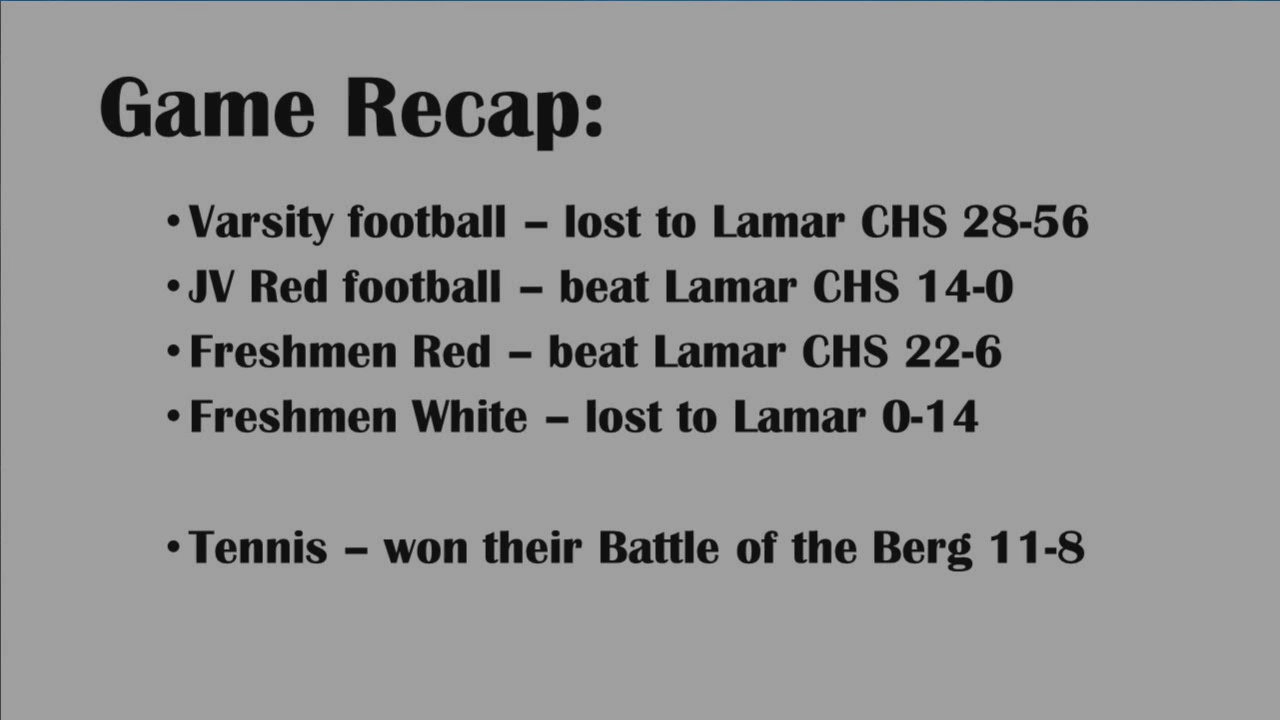 Game Recap:
• Varsity football – lost to Lamar CHS 28-56
• JV Red football – beat Lamar CHS 14-0
• Freshmen Red – beat Lamar CHS 22-6
• Freshmen White – lost to Lamar 0-14
• Tennis – won their Battle of the Berg 11-8